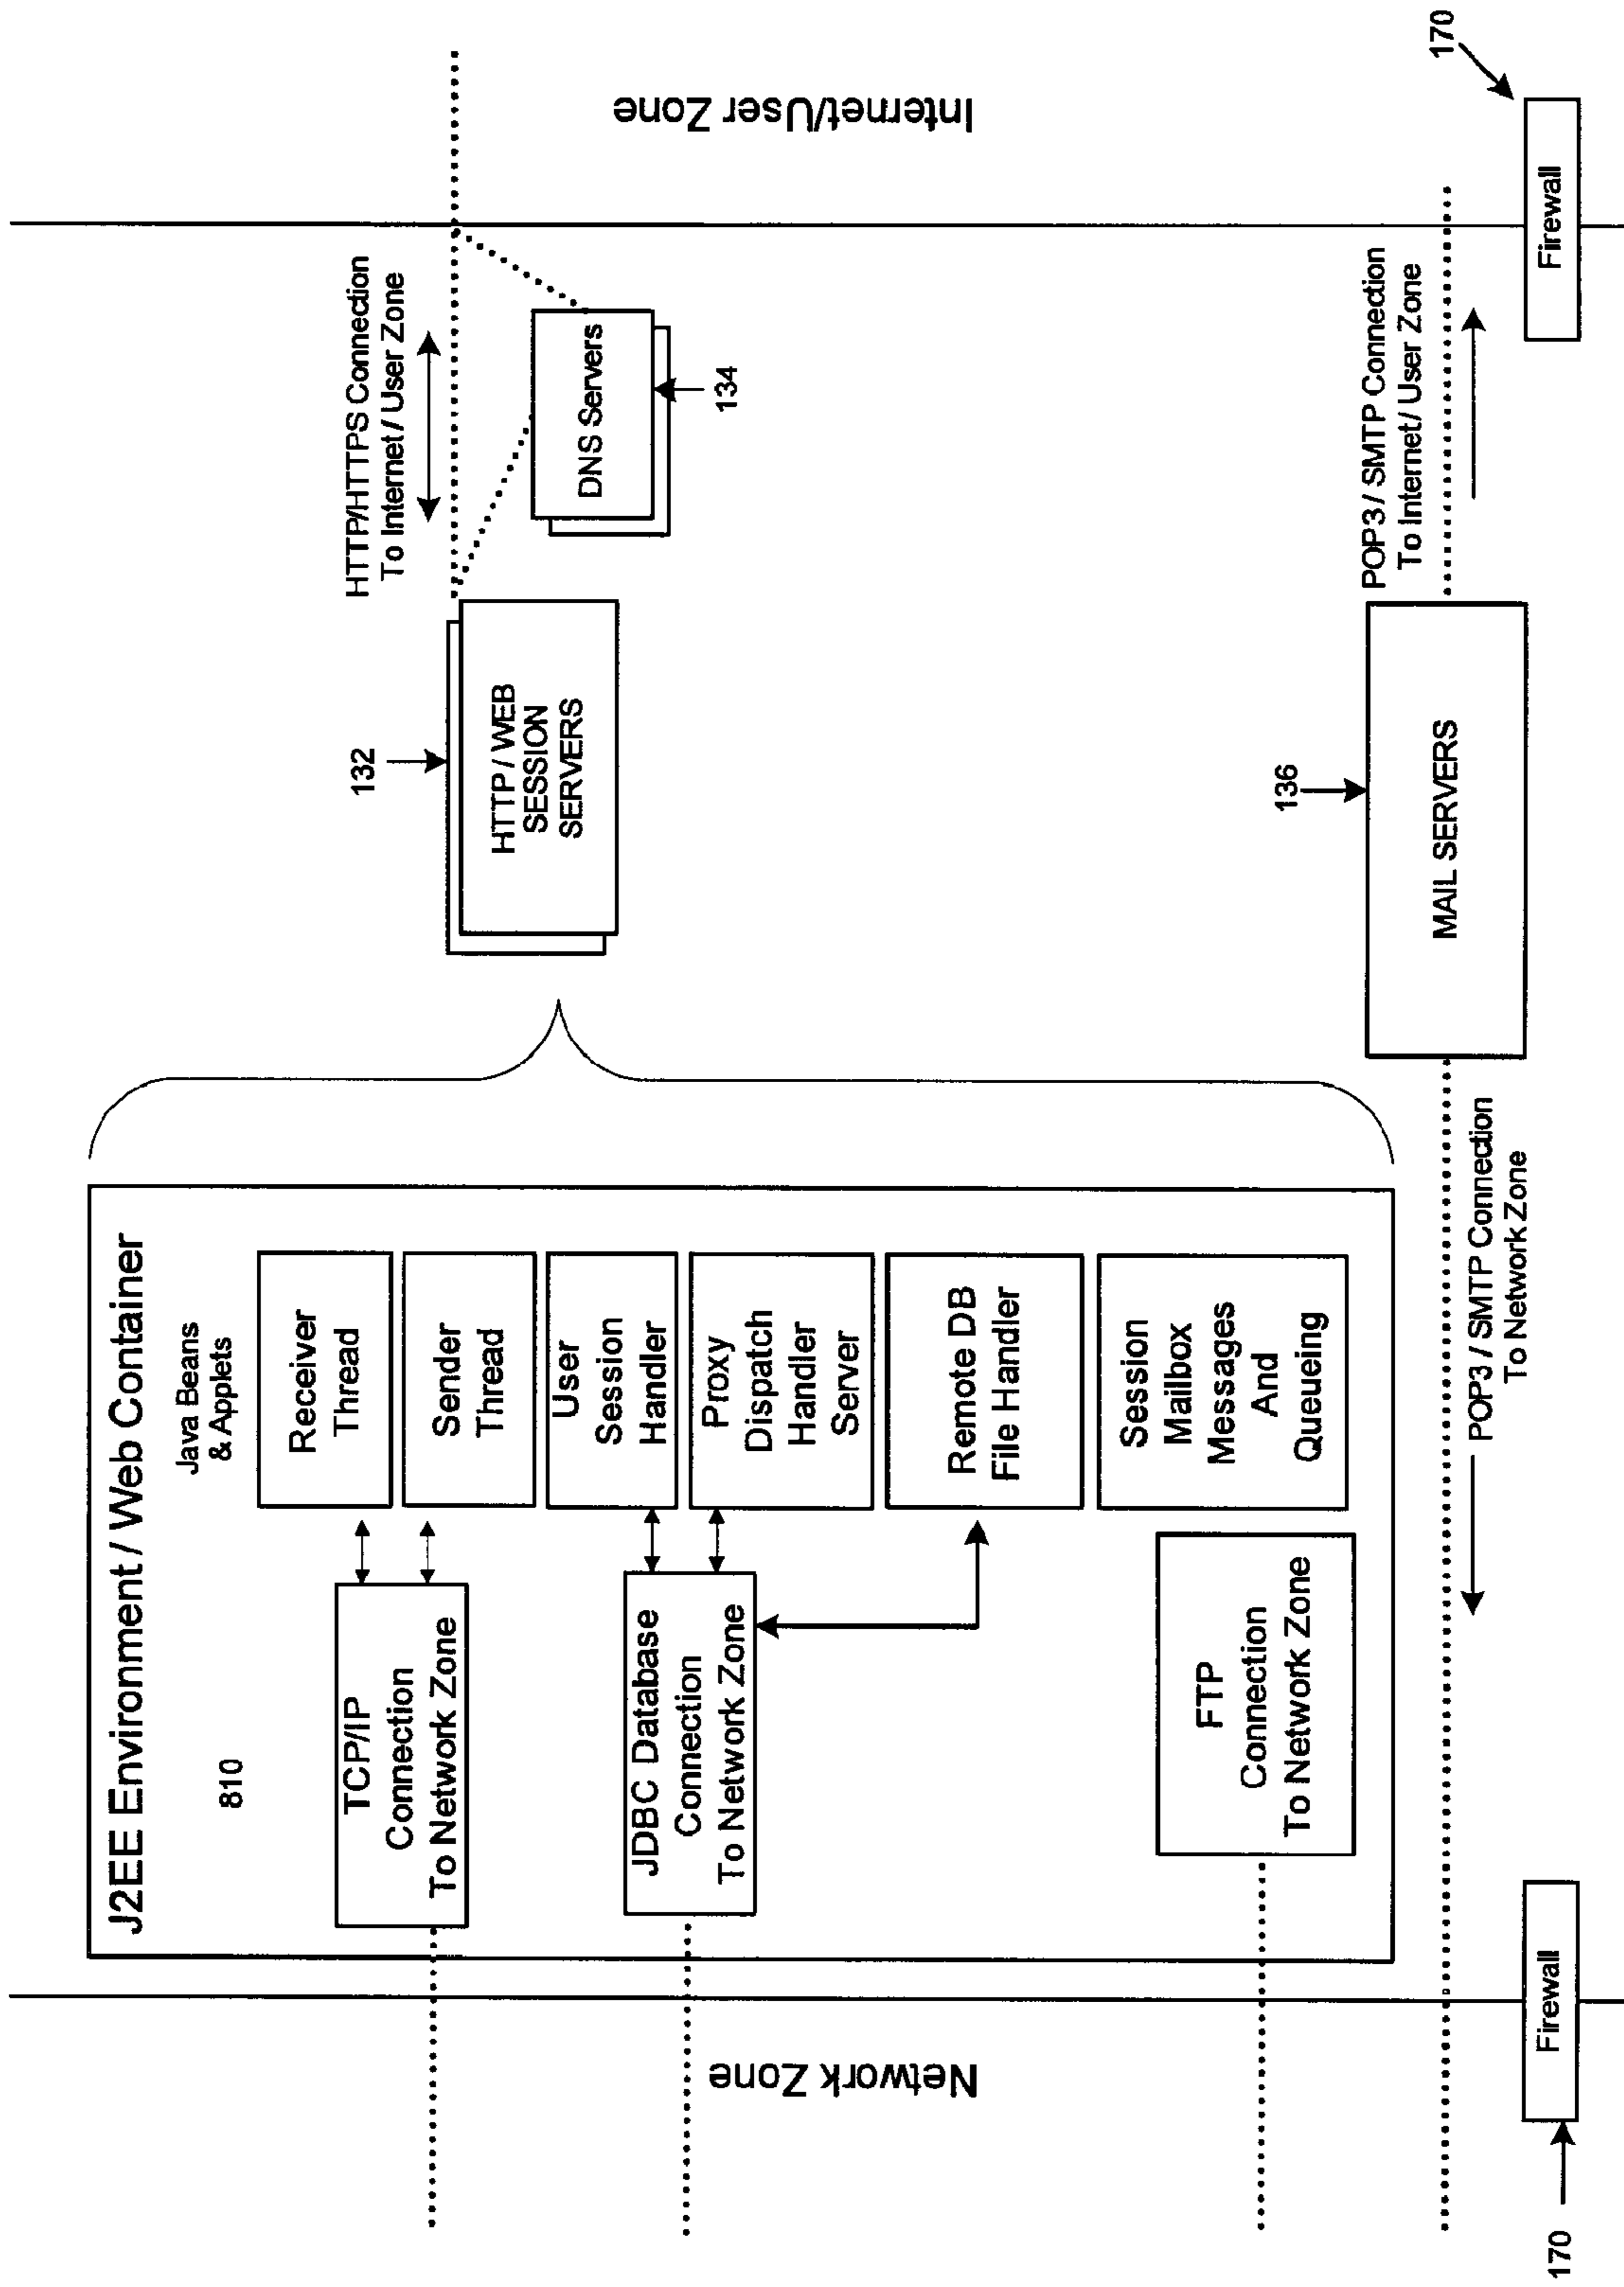 J2EE Environment / Web Container
810
Java Beans
& Applets
TCP/IP
Connection
To Network Zone
Receiver
Thread
Sender
Thread
JDBC Database
Connection
To Network Zone
User
Session
Handler
Proxy
Dispatch
Handler
Server
Remote DB
File Handler
FTP
Connection
To Network Zone
Session
Mailbox
Messages
And
Queueing
132
HTTP / WEB
SESSION
SERVERS
HTTP/HTTPS Connection
To Internet / User Zone
DNS Servers
134
Network Zone
Internet/User Zone
136
MAIL SERVERS
POP3 / SMTP Connection
To Network Zone
POP3 / SMTP Connection
To Internet / User Zone
170
Firewall
170
Firewall